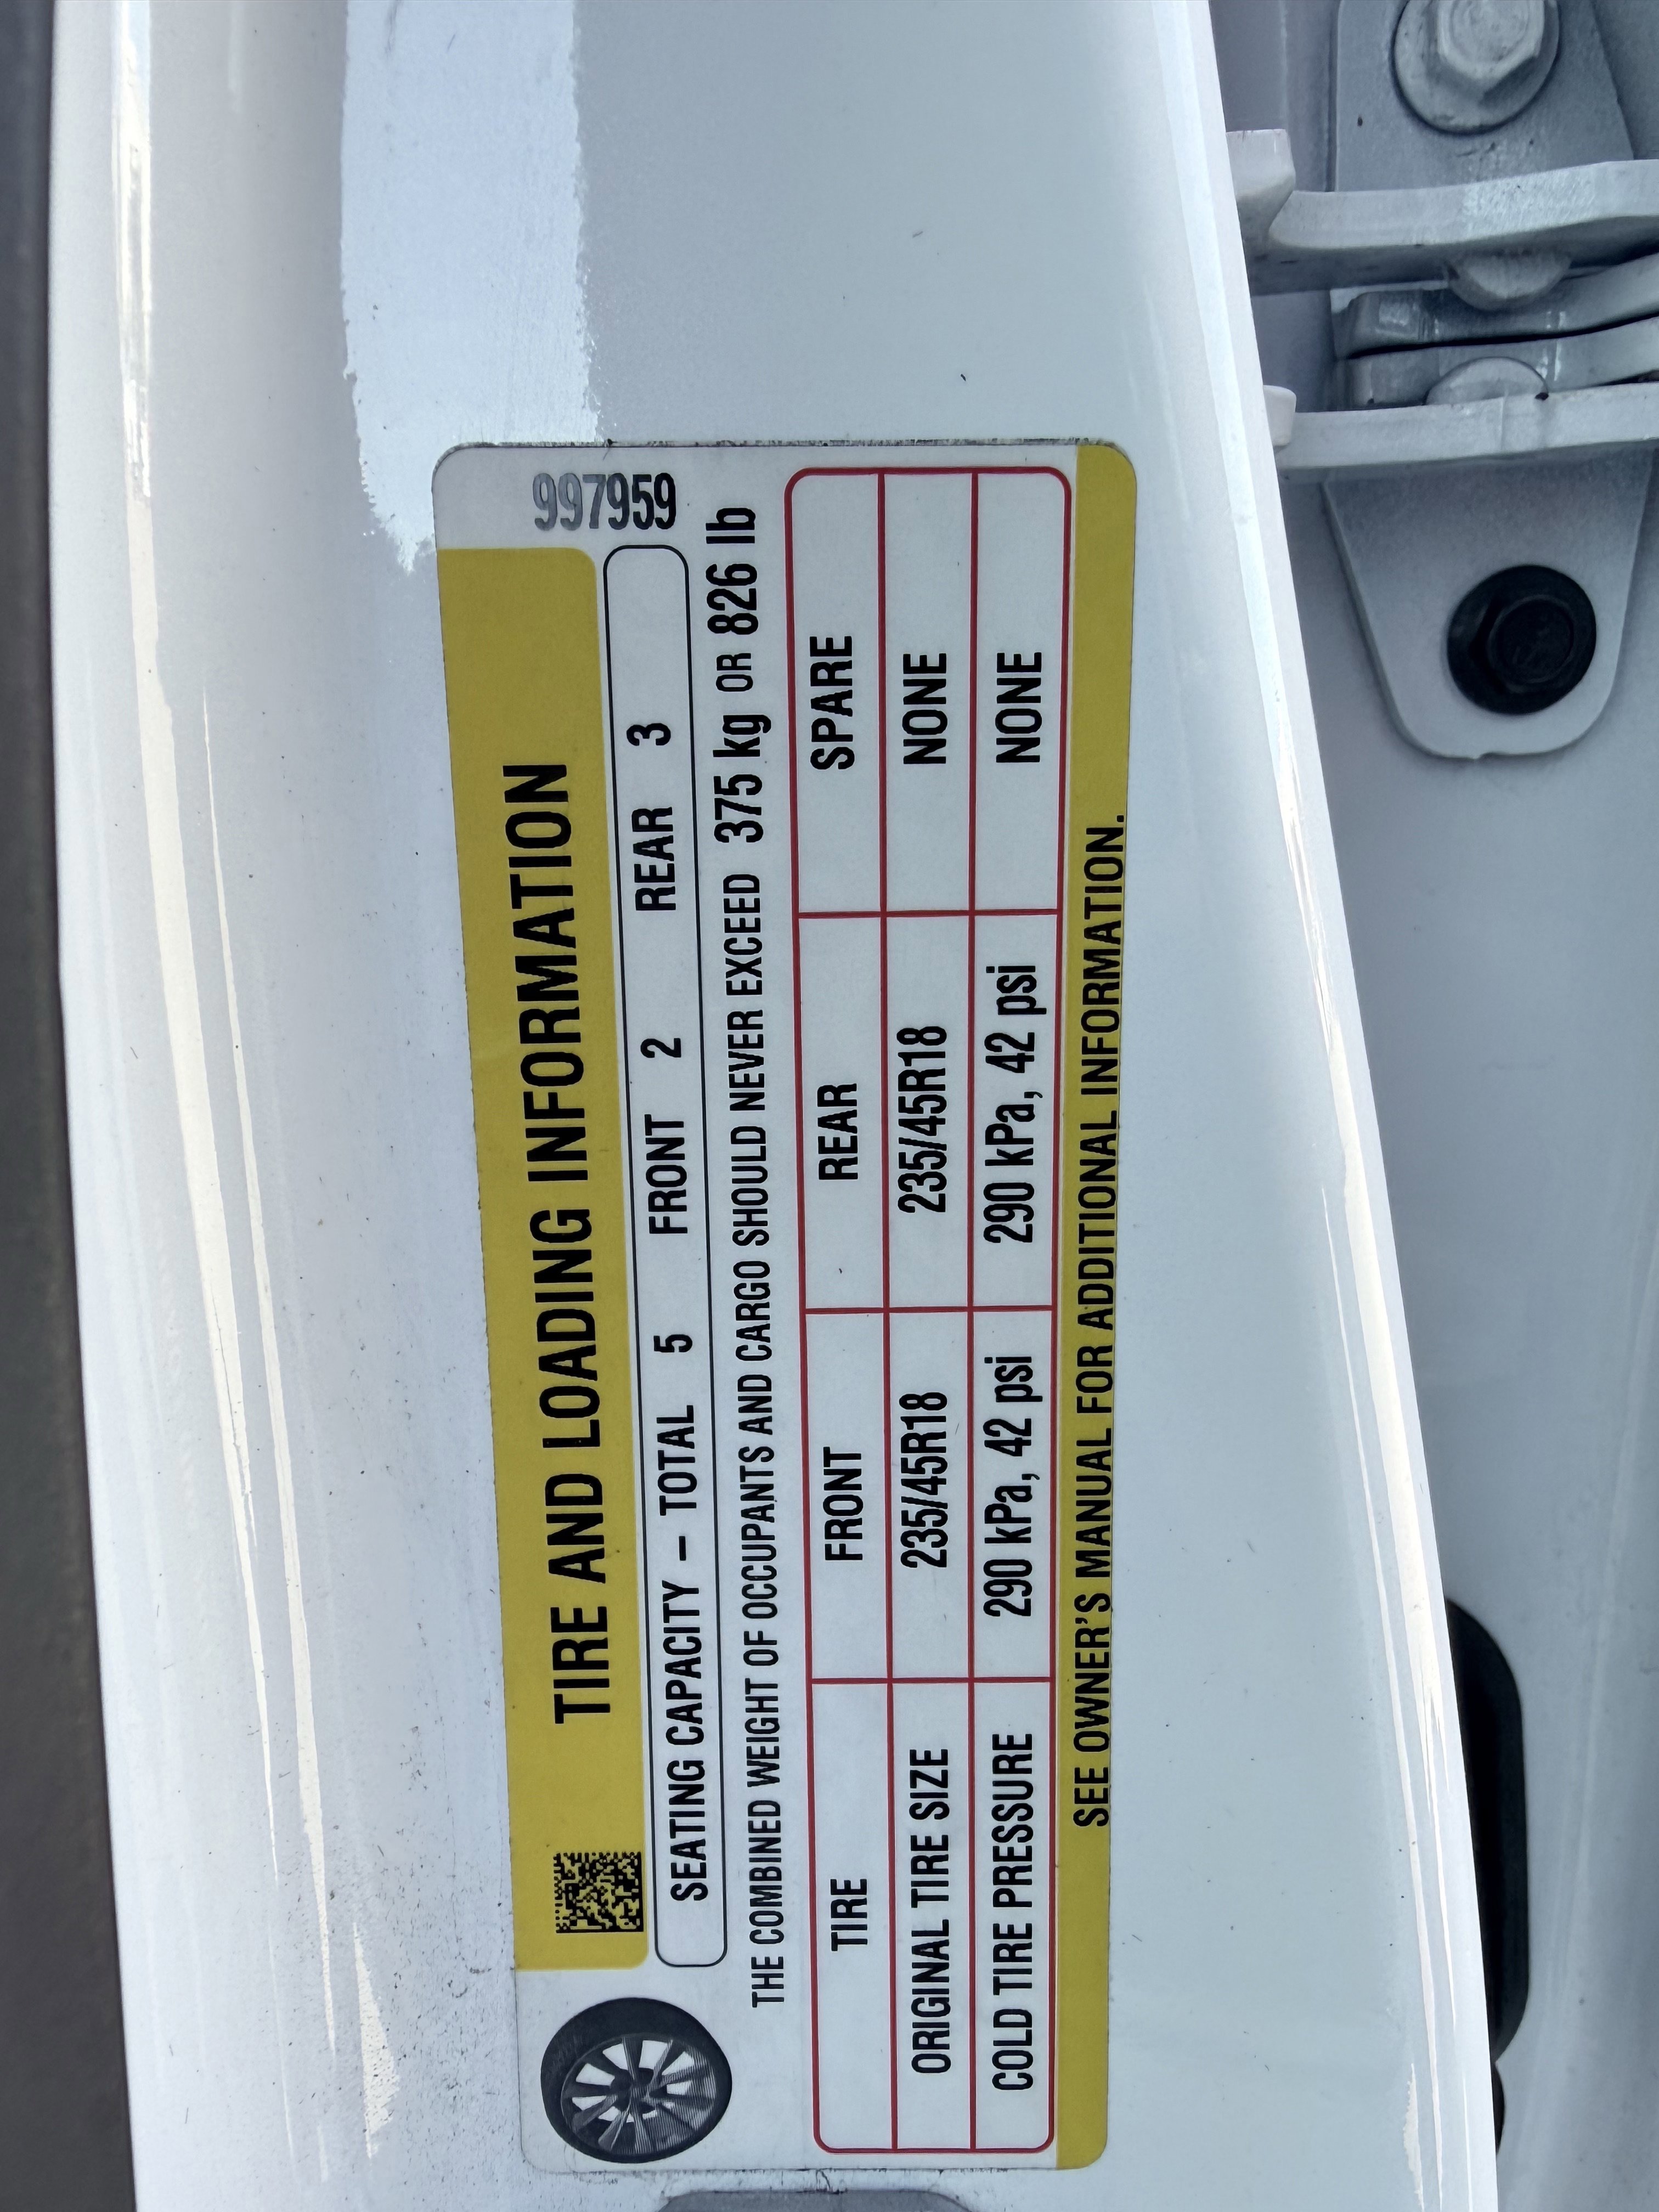 997959
TIRE AND LOADING INFORMATION
SEATING CAPACITY – TOTAL 5 FRONT 2 REAR 3
THE COMBINED WEIGHT OF OCCUPANTS AND CARGO SHOULD NEVER EXCEED 375 kg OR 826 lb
TIRE FRONT REAR SPARE
ORIGINAL TIRE SIZE 235/45R18 235/45R18 NONE
COLD TIRE PRESSURE 290 kPa, 42 psi 290 kPa, 42 psi NONE
SEE OWNER'S MANUAL FOR ADDITIONAL INFORMATION.